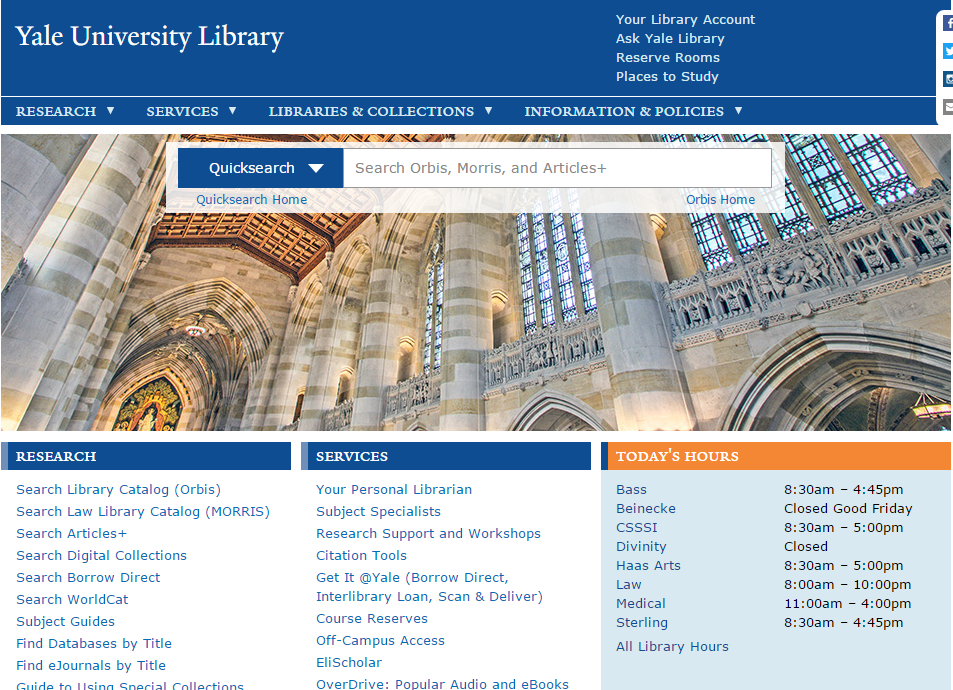 Yale University Library
Your Library Account
Ask Yale Library
Reserve Rooms
Places to Study
RESEARCH ▼
SERVICES ▼
LIBRARIES & COLLECTIONS ▼
INFORMATION & POLICIES ▼
Quicksearch
Search Orbis, Morris, and Articles+
Quicksearch Home
Orbis Home
RESEARCH
Search Library Catalog (Orbis)
Search Law Library Catalog (MORRIS)
Search Articles+
Search Digital Collections
Search Borrow Direct
Search WorldCat
Subject Guides
Find Databases by Title
Find eJournals by Title
Guide to Using Special Collections
SERVICES
Your Personal Librarian
Subject Specialists
Research Support and Workshops
Citation Tools
Get It @Yale (Borrow Direct,
Interlibrary Loan, Scan & Deliver)
Course Reserves
Off-Campus Access
EliScholar
OverDrive: Popular Audio and eBooks
TODAY'S HOURS
Bass 8:30am – 4:45pm
Beinecke Closed Good Friday
CSSSI 8:30am – 5:00pm
Divinity Closed
Haas Arts 8:30am – 5:00pm
Law 8:00am – 10:00pm
Medical 11:00am – 4:00pm
Sterling 8:30am – 4:45pm
All Library Hours